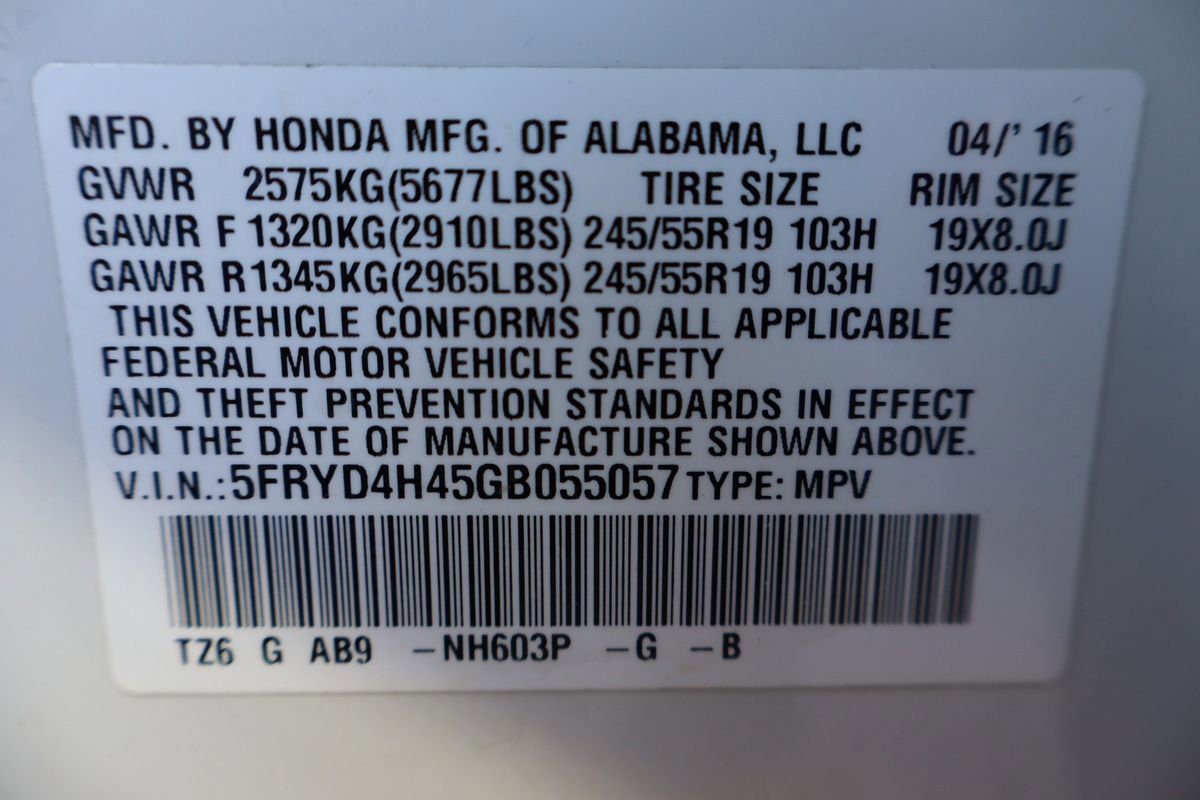 MFD. BY HONDA MFG. OF ALABAMA, LLC 04/' 16
GVWR 2575KG(5677LBS) TIRE SIZE RIM SIZE
GAWR F 1320KG(2910LBS) 245/55R19 103H 19X8.0J
GAWR R 1345KG(2965LBS) 245/55R19 103H 19X8.0J
THIS VEHICLE CONFORMS TO ALL APPLICABLE
FEDERAL MOTOR VEHICLE SAFETY
AND THEFT PREVENTION STANDARDS IN EFFECT
ON THE DATE OF MANUFACTURE SHOWN ABOVE.
V.I.N.:5FRYD4H45GB055057 TYPE: MPV
TZ6 G AB9 -NH603P -G -B